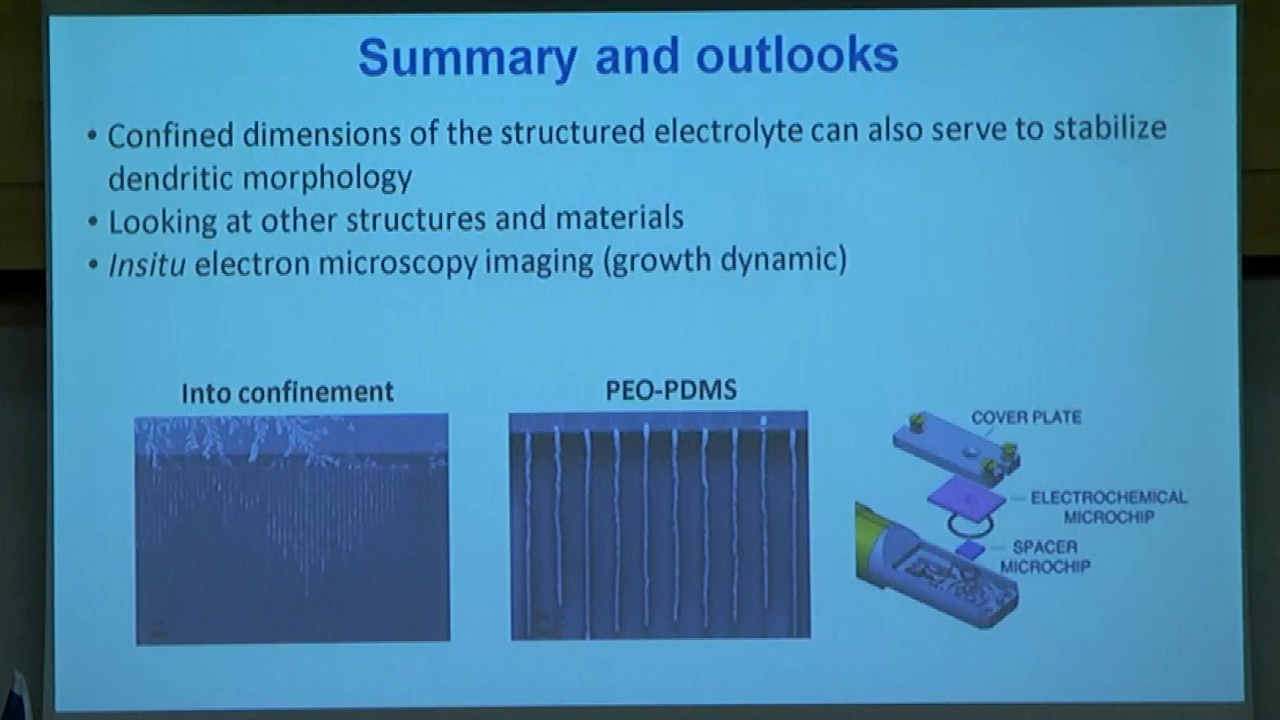 Summary and outlooks
• Confined dimensions of the structured electrolyte can also serve to stabilize
dendritic morphology
• Looking at other structures and materials
• Insitu electron microscopy imaging (growth dynamic)
Into confinement
PEO-PDMS
COVER PLATE
ELECTROCHEMICAL
MICROCHIP
SPACER
MICROCHIP